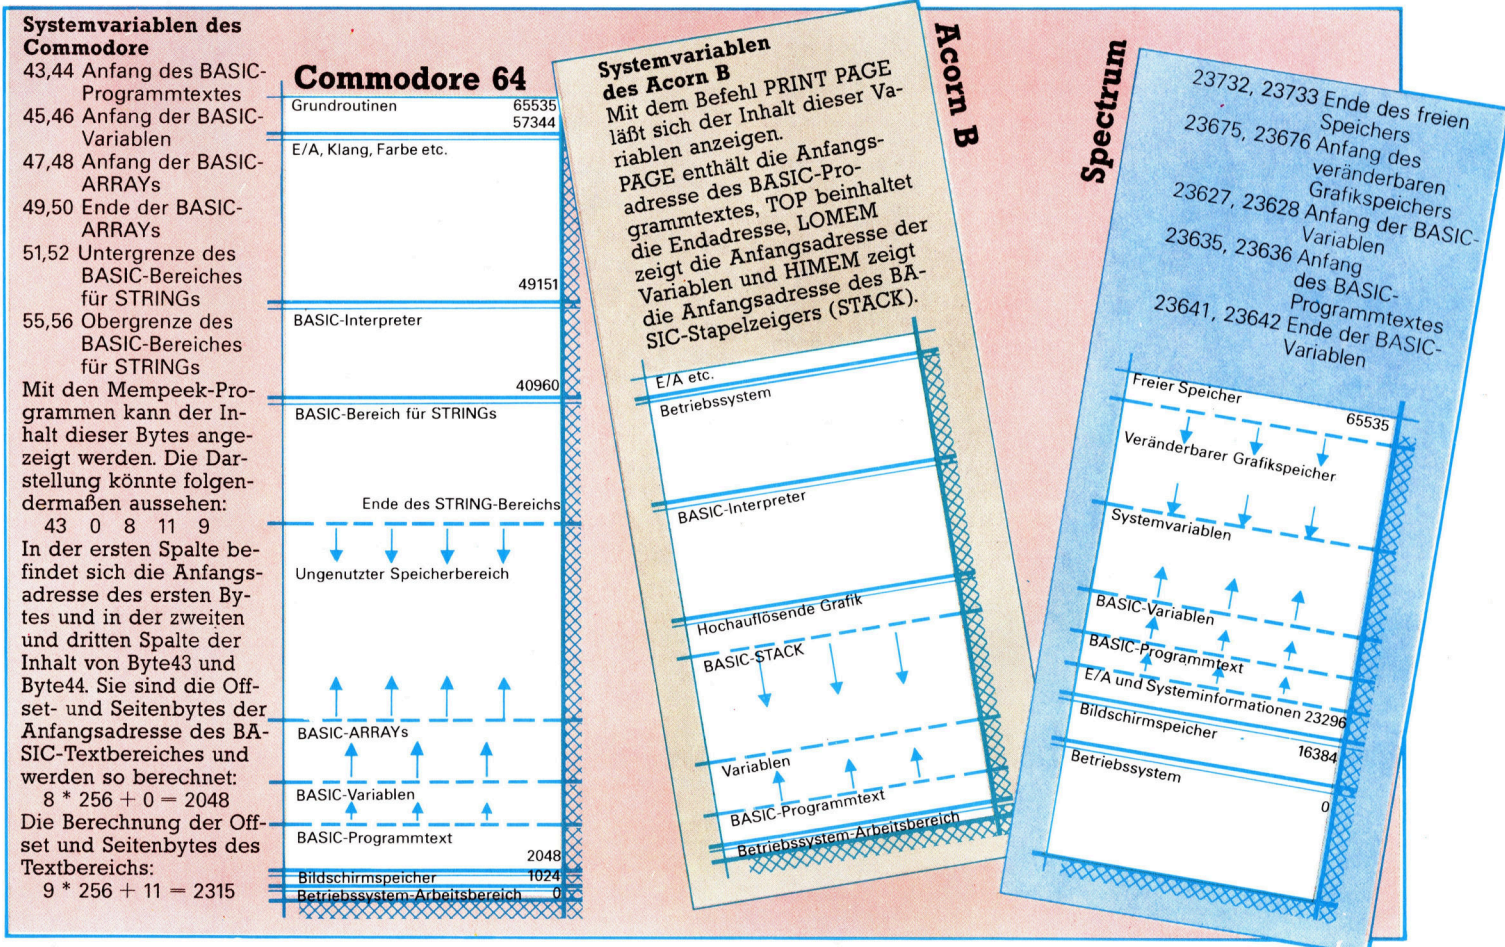 Systemvariablen des
Commodore
43,44 Anfang des BASIC-
Programmtextes
45,46 Anfang der BASIC-
Variablen
47,48 Anfang der BASIC-
ARRAYs
49,50 Ende der BASIC-
ARRAYs
51,52 Untergrenze des
BASIC-Bereiches
für STRINGs
55,56 Obergrenze des
BASIC-Bereiches
für STRINGs
Mit den Mempeek-Pro-
grammen kann der In-
halt dieser Bytes ange-
zeigt werden. Die Dar-
stellung könnte folgen-
dermaßen aussehen:
43 0 8 11 9
In der ersten Spalte be-
findet sich die Anfangs-
adresse des ersten By-
tes und in der zweiten
und dritten Spalte der
Inhalt von Byte43 und
Byte44. Sie sind die Off-
set- und Seitenbytes der
Anfangsadresse des BA-
SIC-Textbereiches und
werden so berechnet:
8 * 256 + 0 = 2048
Die Berechnung der Off-
set und Seitenbytes des
Textbereichs:
9 * 256 + 11 = 2315
Commodore 64
Grundroutinen 65535
57344
E/A, Klang, Farbe etc.
49151
BASIC-Interpreter
40960
BASIC-Bereich für STRINGs
Ende des STRING-Bereichs
Ungenutzter Speicherbereich
BASIC-ARRAYs
BASIC-Variablen
BASIC-Programmtext
2048
Bildschirmspeicher 1024
Betriebssystem-Arbeitsbereich 0
Acorn B
Systemvariablen
des Acorn B
Mit dem Befehl PRINT PAGE
läßt sich der Inhalt dieser Va-
riablen anzeigen.
PAGE enthält die Anfangs-
adresse des BASIC-Pro-
grammtextes, TOP beinhaltet
die Endadresse, LOMEM
zeigt die Anfangsadresse der
Variablen und HIMEM zeigt
die Anfangsadresse des BA-
SIC-Stapelzeigers (STACK).
E/A etc.
Betriebssystem
BASIC-Interpreter
Hochauflösende Grafik
BASIC-STACK
Variablen
BASIC-Programmtext
Betriebssystem-Arbeitsbereich
Spectrum
23732, 23733 Ende des freien
Speichers
23675, 23676 Anfang des
veränderbaren
Grafikspeichers
23627, 23628 Anfang der BASIC-
Variablen
23635, 23636 Anfang
des BASIC-
Programmtextes
23641, 23642 Ende der BASIC-
Variablen
Freier Speicher
65535
Veränderbarer Grafikspeicher
Systemvariablen
BASIC-Variablen
BASIC-Programmtext
E/A und Systeminformationen 23296
Bildschirmspeicher
16384
Betriebssystem
0